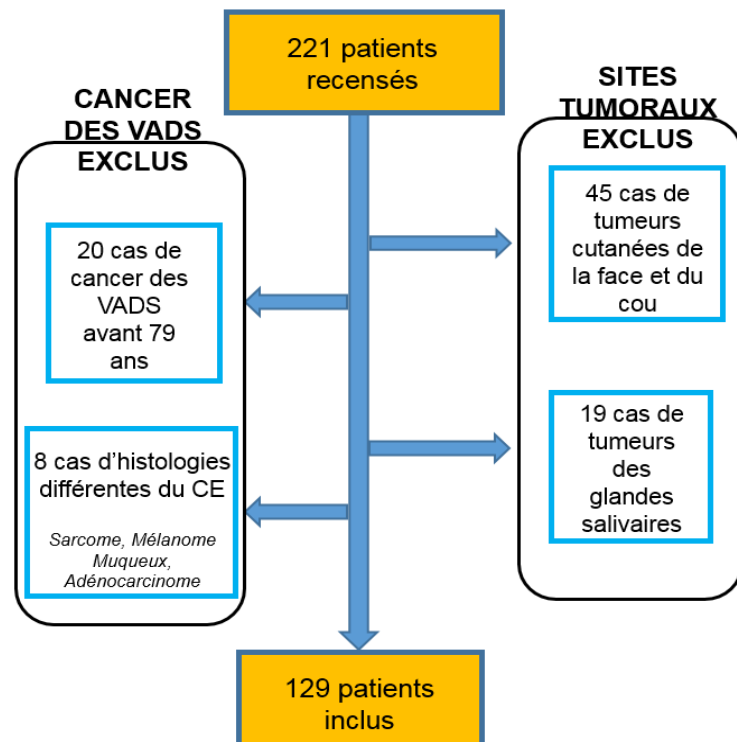 221 patients
recensés
CANCER
DES VADS
EXCLUS
20 cas de
cancer des
VADS
avant 79
ans
8 cas d’histologies
différentes du CE
Sarcome, Mélanome
Muqueux,
Adénocarcinome
SITES
TUMORAUX
EXCLUS
45 cas de
tumeurs
cutanées de
la face et du
cou
19 cas de
tumeurs
des
glandes
salivaires
129 patients
inclus